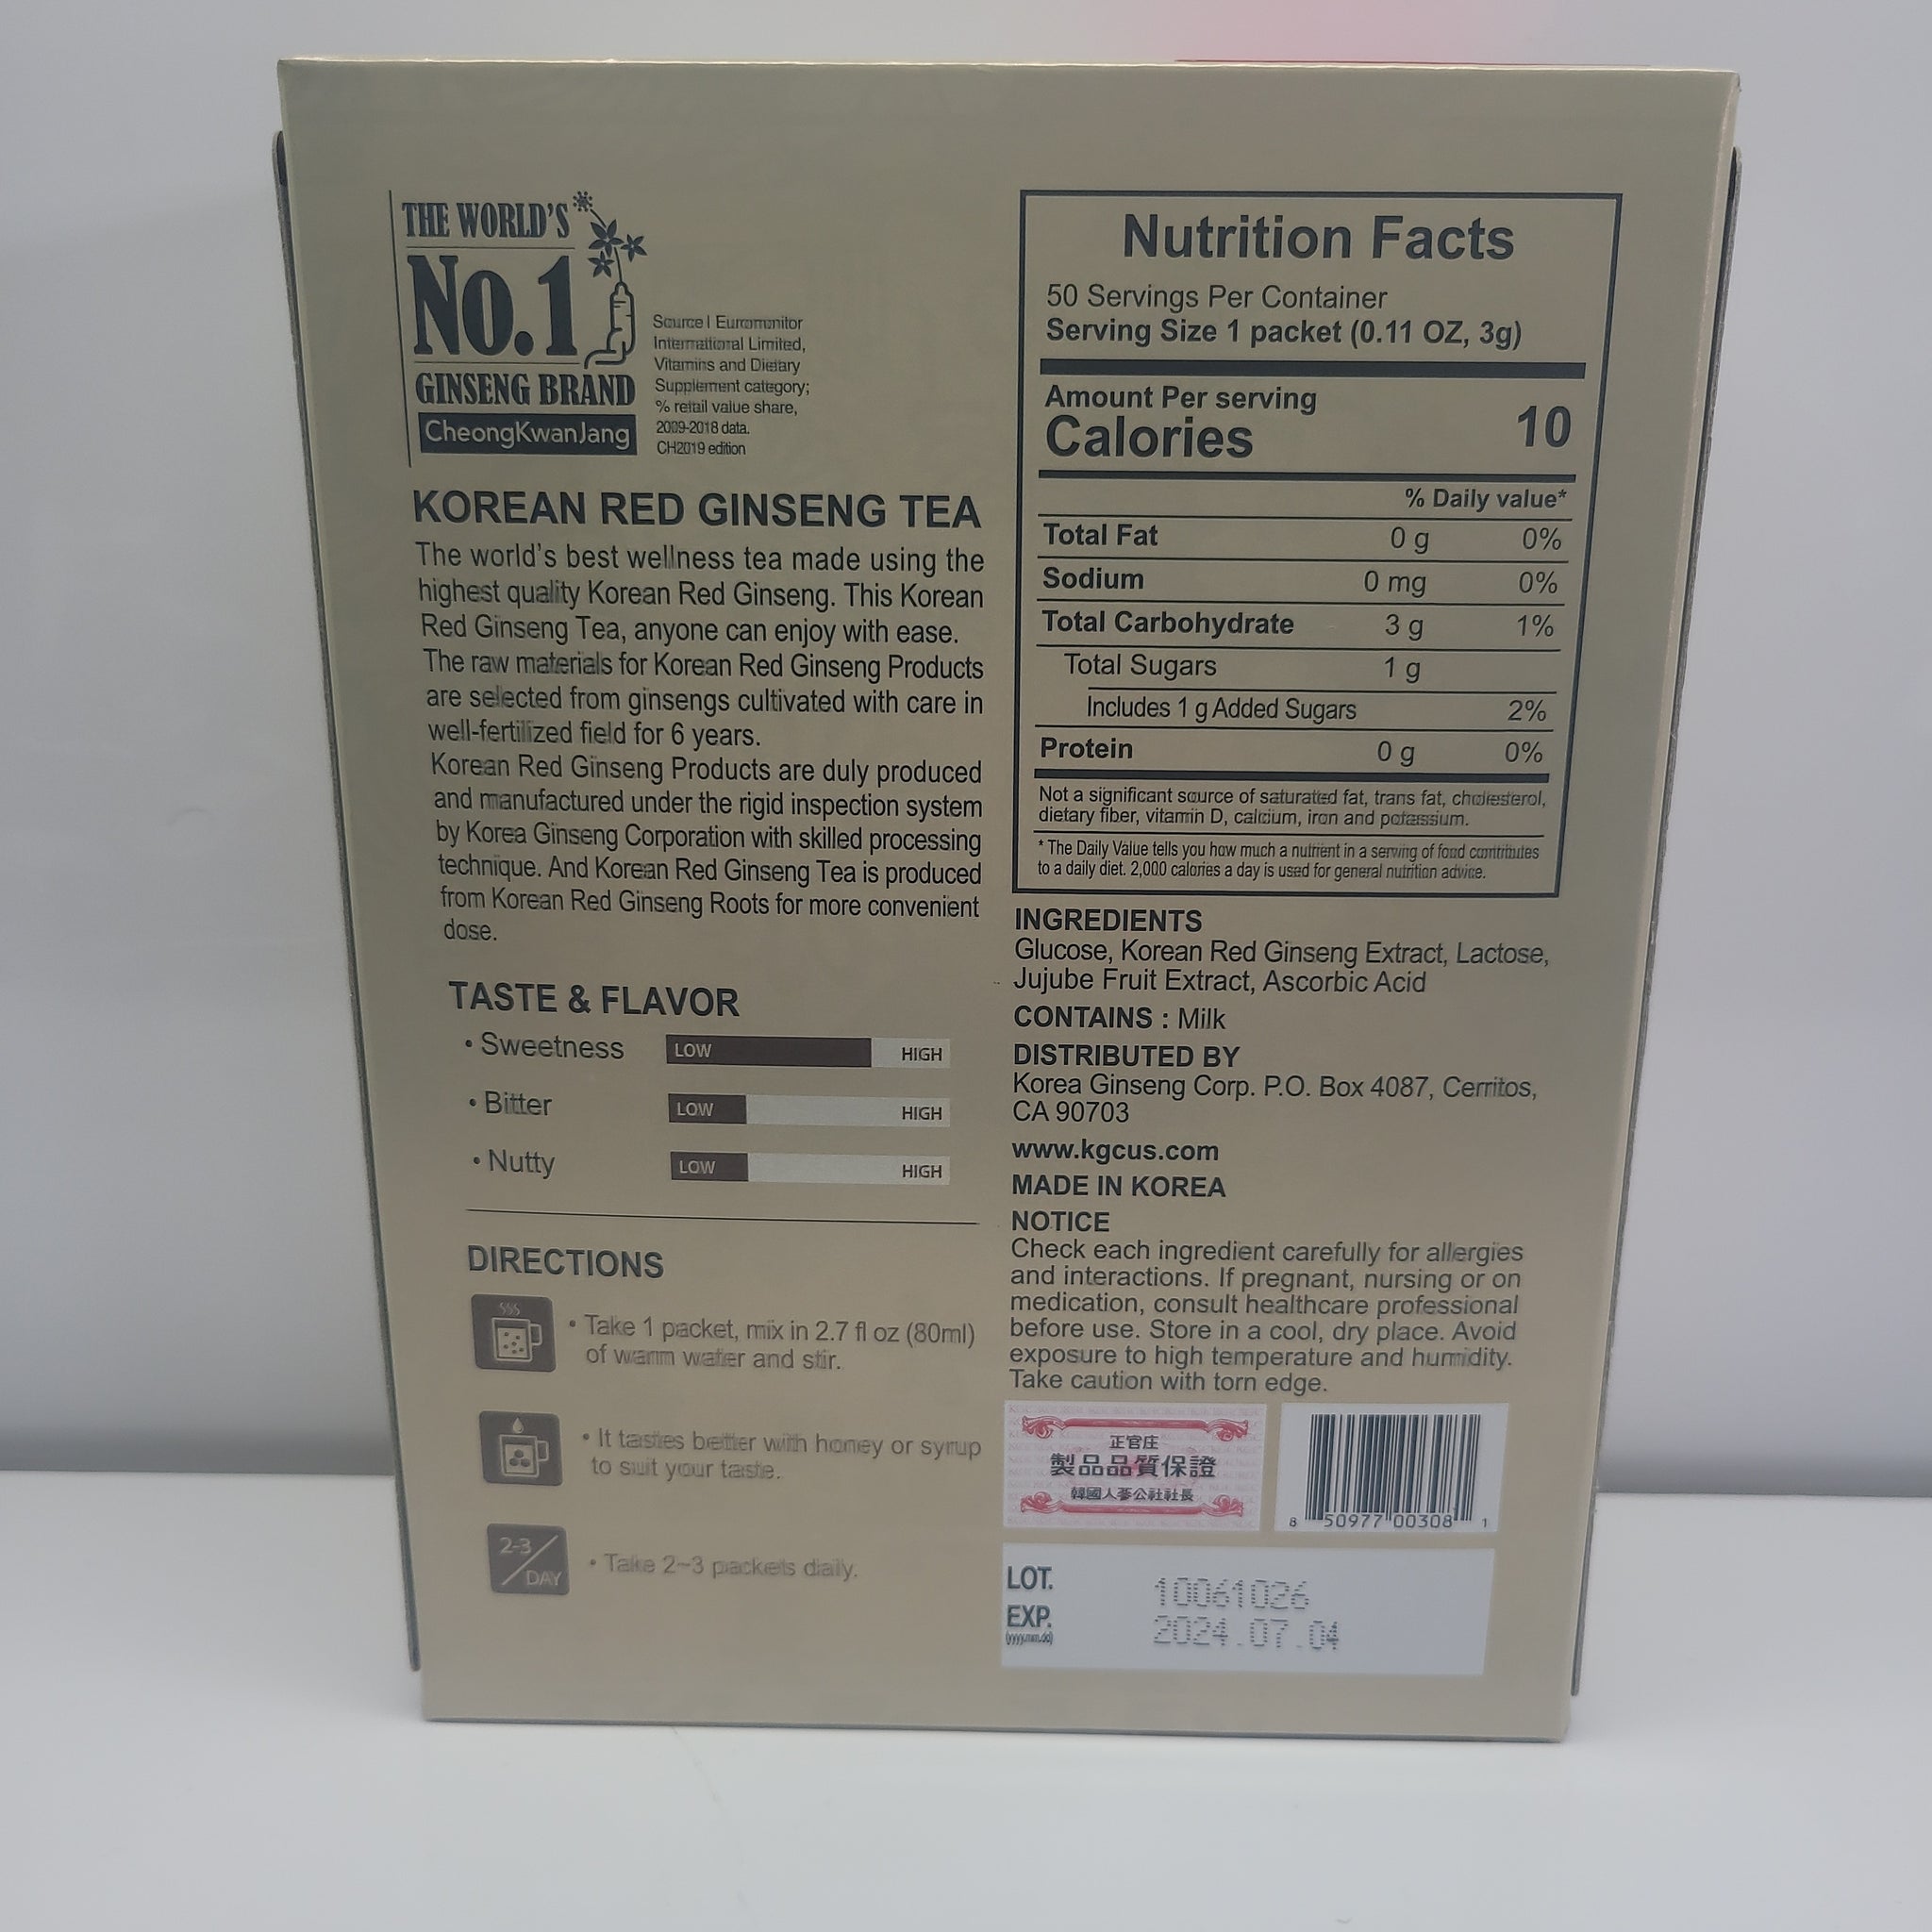 THE WORLD'S
No.1
GINSENG BRAND
CheongKwanJang
Source | Euromonitor
International Limited,
Vitamins and Dietary
Supplement category;
% retail value share,
2009-2018 data.
CH2019 edition
KOREAN RED GINSENG TEA
The world's best wellness tea made using the
highest quality Korean Red Ginseng. This Korean
Red Ginseng Tea, anyone can enjoy with ease.
The raw materials for Korean Red Ginseng Products
are selected from ginsengs cultivated with care in
well-fertilized field for 6 years.
Korean Red Ginseng Products are duly produced
and manufactured under the rigid inspection system
by Korea Ginseng Corporation with skilled processing
technique. And Korean Red Ginseng Tea is produced
from Korean Red Ginseng Roots for more convenient
dose.
TASTE & FLAVOR
• Sweetness LOW HIGH
• Bitter LOW HIGH
• Nutty LOW HIGH
DIRECTIONS
• Take 1 packet, mix in 2.7 fl oz (80ml)
of warm water and stir.
• It tastes better with honey or syrup
to suit your taste.
2-3
DAY
• Take 2~3 packets daily.
Nutrition Facts
50 Servings Per Container
Serving Size 1 packet (0.11 OZ, 3g)
Amount Per serving
Calories 10
% Daily value*
Total Fat 0 g 0%
Sodium 0 mg 0%
Total Carbohydrate 3 g 1%
Total Sugars 1 g
Includes 1 g Added Sugars 2%
Protein 0 g 0%
Not a significant source of saturated fat, trans fat, cholesterol,
dietary fiber, vitamin D, calcium, iron and potassium.
* The Daily Value tells you how much a nutrient in a serving of food contributes
to a daily diet. 2,000 calories a day is used for general nutrition advice.
INGREDIENTS
Glucose, Korean Red Ginseng Extract, Lactose,
Jujube Fruit Extract, Ascorbic Acid
CONTAINS : Milk
DISTRIBUTED BY
Korea Ginseng Corp. P.O. Box 4087, Cerritos,
CA 90703
www.kgcus.com
MADE IN KOREA
NOTICE
Check each ingredient carefully for allergies
and interactions. If pregnant, nursing or on
medication, consult healthcare professional
before use. Store in a cool, dry place. Avoid
exposure to high temperature and humidity.
Take caution with torn edge.
正官庄
製品品質保證
韓國人蔘公社社長
8 50977 00308 1
LOT. 10061026
EXP. 2024.07.04
(yyyy.mm.dd)